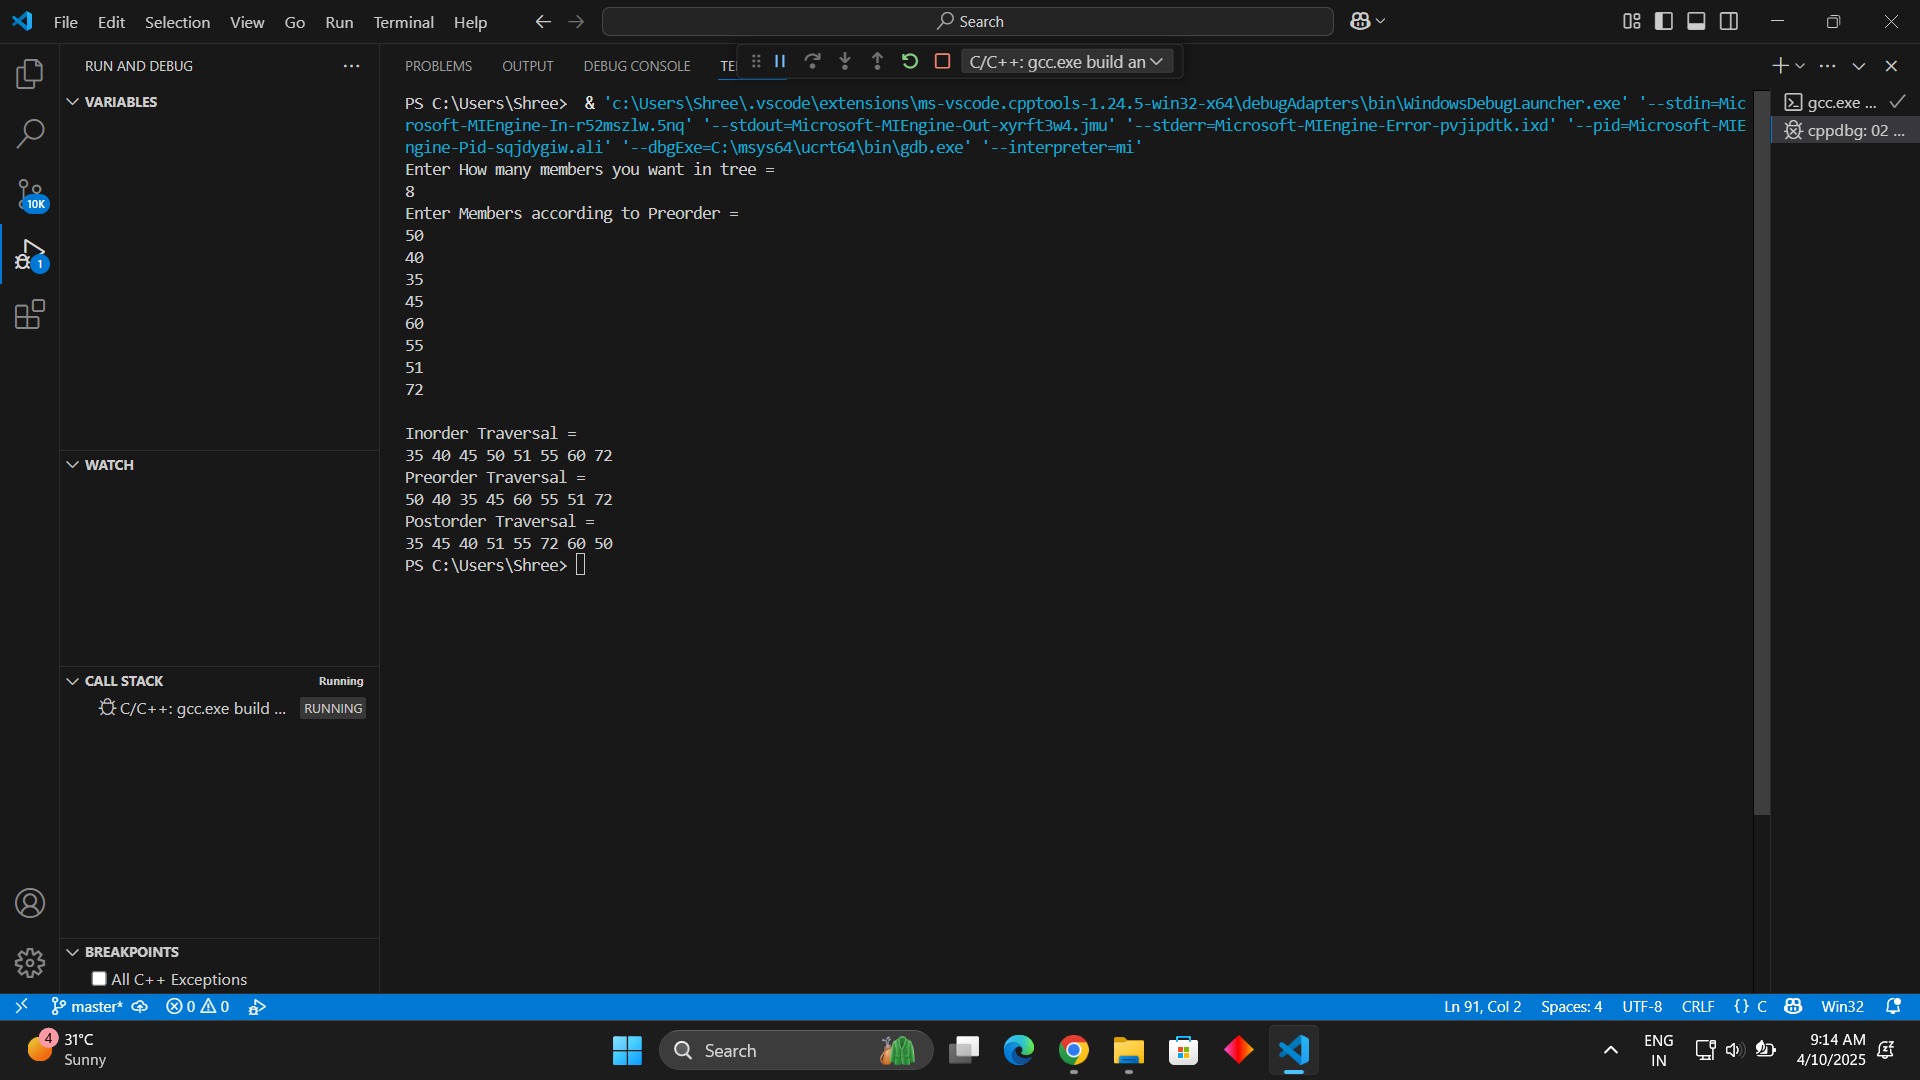 File Edit Selection View Go Run Terminal Help
Search
RUN AND DEBUG
VARIABLES
WATCH
CALL STACK Running
C/C++: gcc.exe build ... RUNNING
BREAKPOINTS
All C++ Exceptions
10K
1
PROBLEMS OUTPUT DEBUG CONSOLE TE
C/C++: gcc.exe build an
PS C:\Users\Shree>  & 'c:\Users\Shree\.vscode\extensions\ms-vscode.cpptools-1.24.5-win32-x64\debugAdapters\bin\WindowsDebugLauncher.exe' '--stdin=Mic
rosoft-MIEngine-In-r52mszlw.5nq' '--stdout=Microsoft-MIEngine-Out-xyrft3w4.jmu' '--stderr=Microsoft-MIEngine-Error-pvjipdtk.ixd' '--pid=Microsoft-MIE
ngine-Pid-sqjdygiw.ali' '--dbgExe=C:\msys64\ucrt64\bin\gdb.exe' '--interpreter=mi'
Enter How many members you want in tree =
8
Enter Members according to Preorder =
50
40
35
45
60
55
51
72
Inorder Traversal =
35 40 45 50 51 55 60 72
Preorder Traversal =
50 40 35 45 60 55 51 72
Postorder Traversal =
35 45 40 51 55 72 60 50
PS C:\Users\Shree>
gcc.exe ...
cppdbg: 02 ...
master* 0 0
Ln 91, Col 2 Spaces: 4 UTF-8 CRLF {} C Win32
4
31°C
Sunny
Search
ENG
IN
9:14 AM
4/10/2025